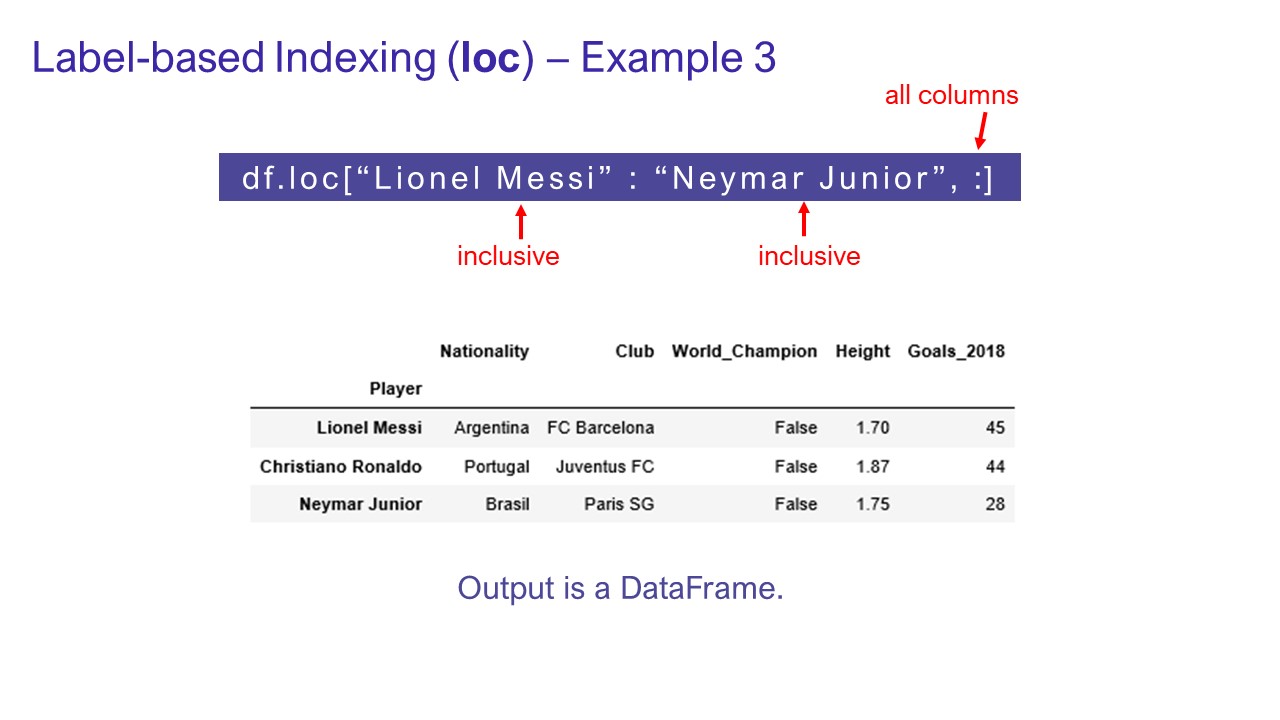 Label-based Indexing (loc) – Example 3
all columns
df.loc[“Lionel Messi” : “Neymar Junior”, :]
inclusive inclusive
Nationality Club World_Champion Height Goals_2018
Player
Lionel Messi Argentina FC Barcelona False 1.70 45
Christiano Ronaldo Portugal Juventus FC False 1.87 44
Neymar Junior Brasil Paris SG False 1.75 28
Output is a DataFrame.